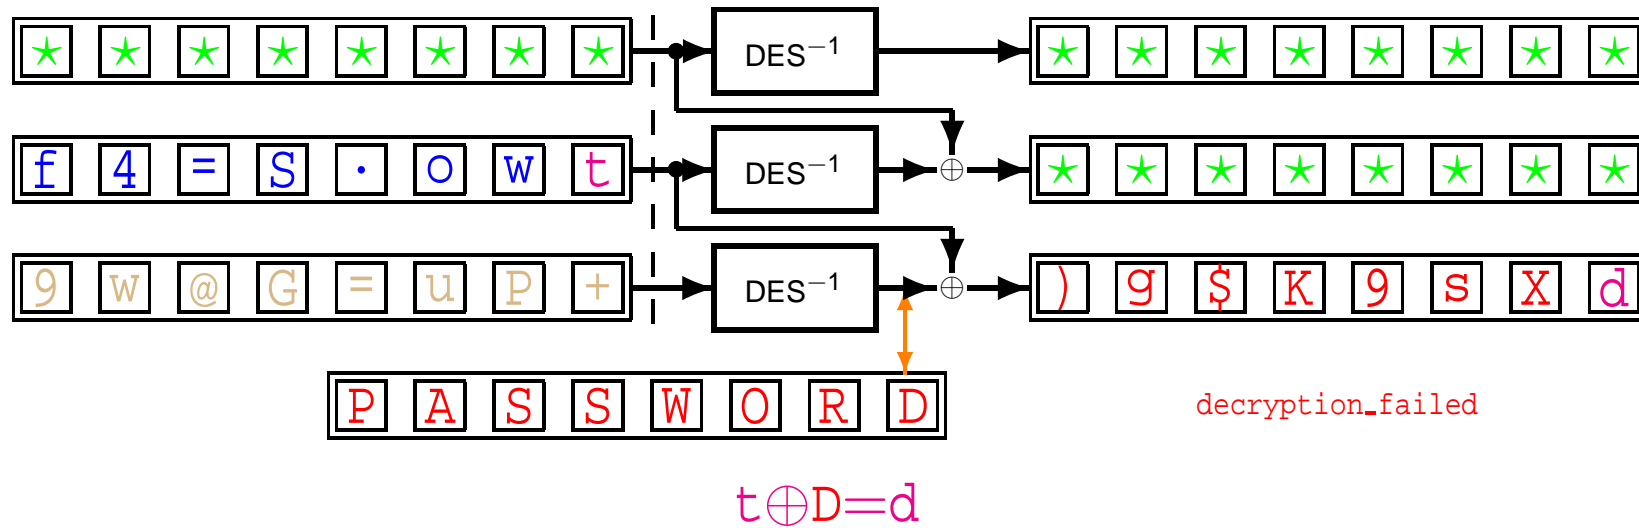 ★ ★ ★ ★ ★ ★ ★ ★ DES⁻¹ ★ ★ ★ ★ ★ ★ ★ ★
f 4 = S · o w t DES⁻¹ ⊕ ★ ★ ★ ★ ★ ★ ★ ★
9 w @ G = u P + DES⁻¹ ⊕ ) g $ K 9 s X d
P A S S W O R D
decryption_failed
t⊕D=d